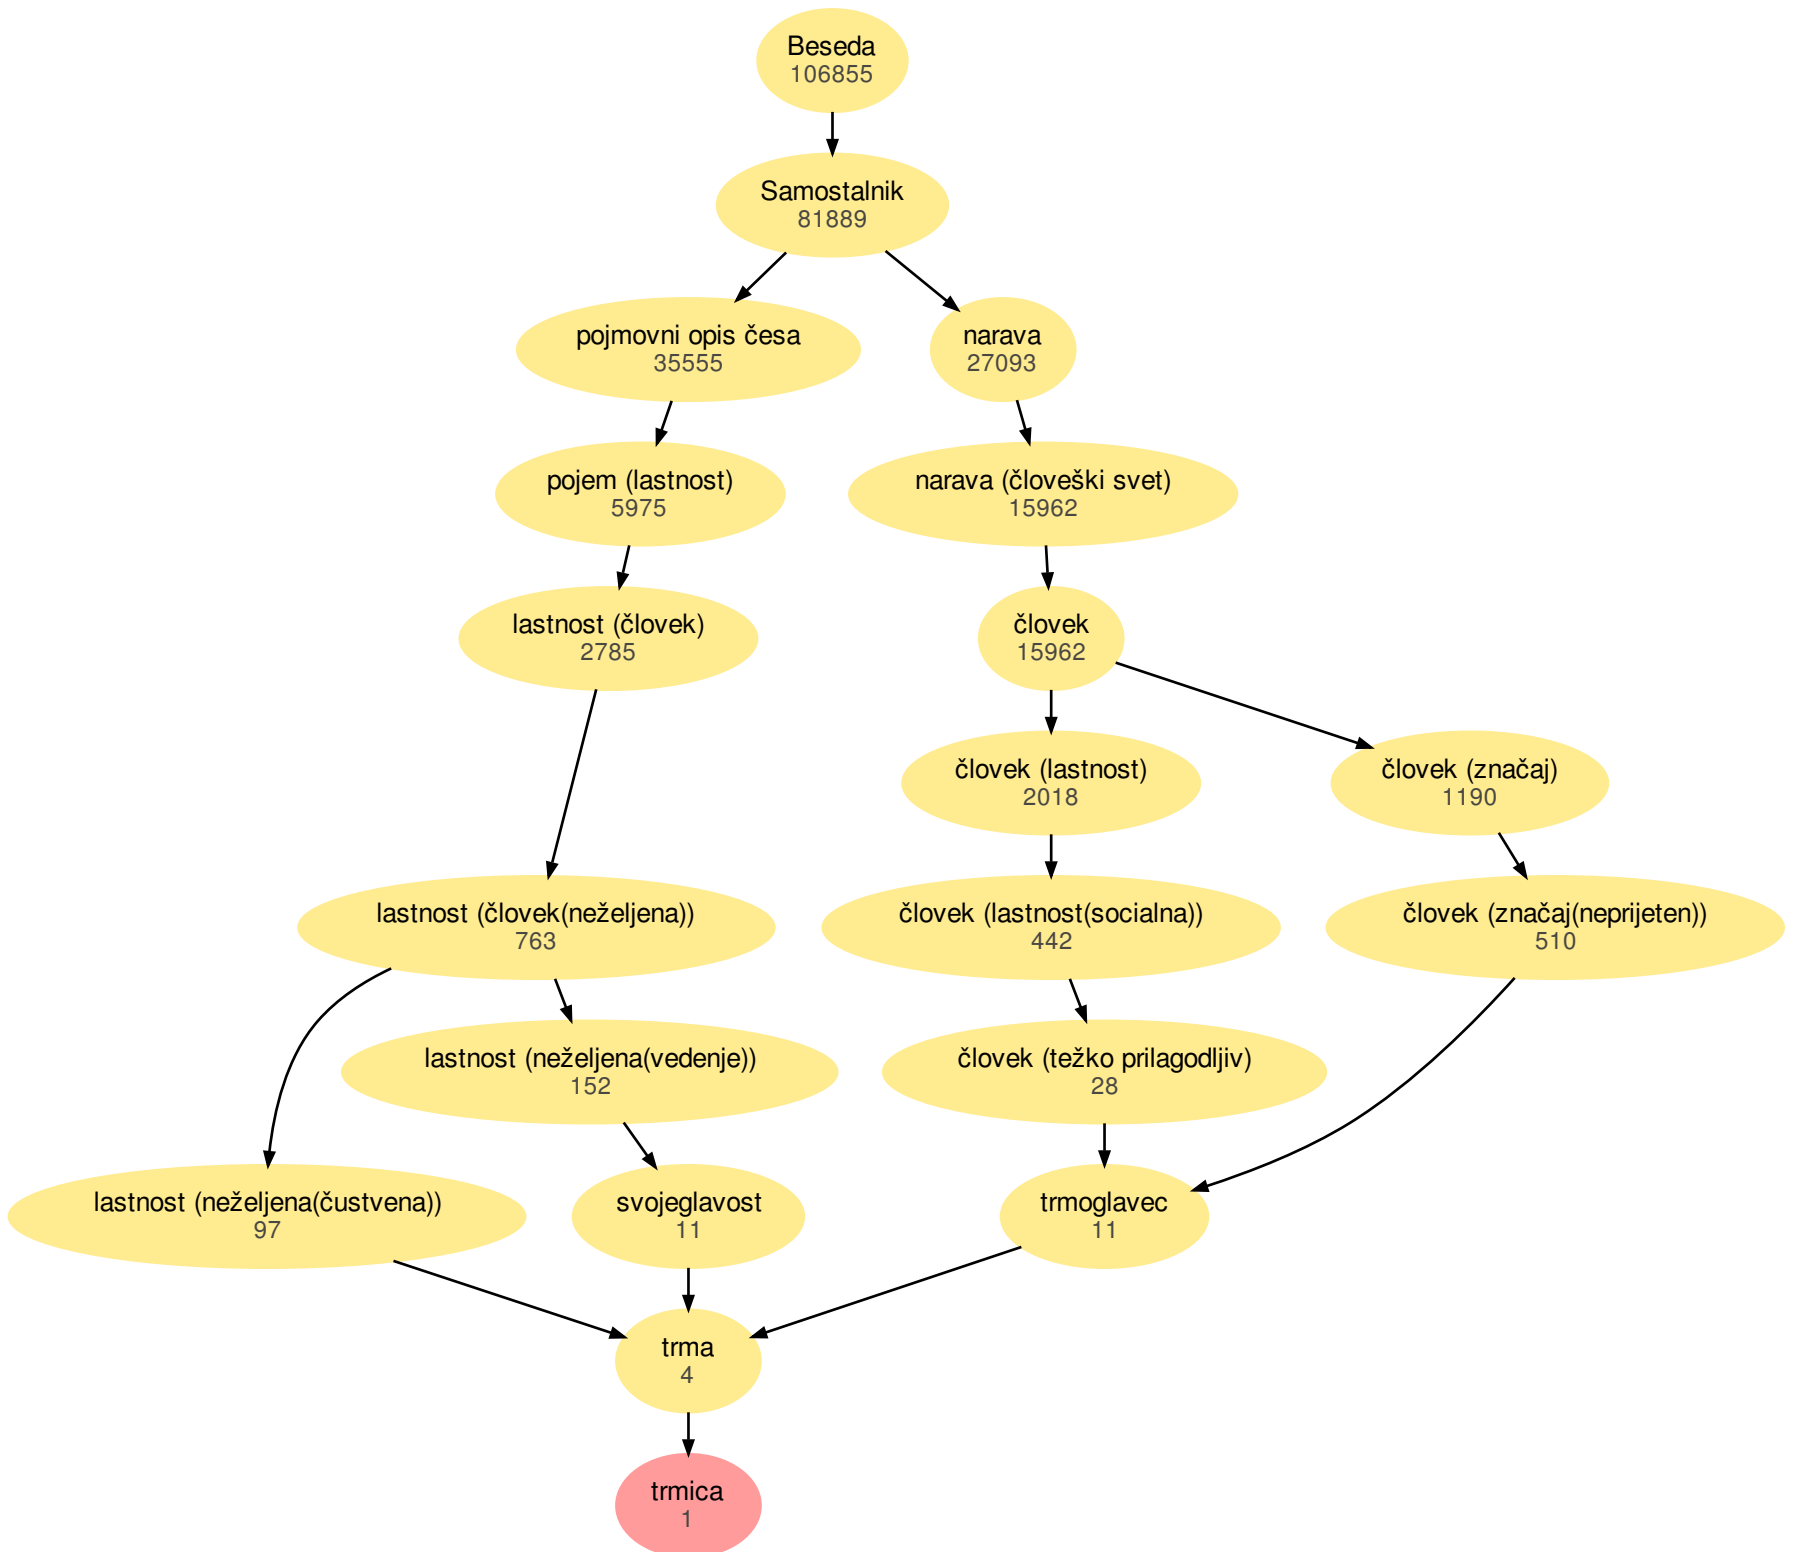 Beseda
106855
Samostalnik
81889
pojmovni opis česa
35555
narava
27093
pojem (lastnost)
5975
narava (človeški svet)
15962
lastnost (človek)
2785
človek
15962
človek (lastnost)
2018
človek (značaj)
1190
lastnost (človek(neželjena))
763
človek (lastnost(socialna))
442
človek (značaj(neprijeten))
510
lastnost (neželjena(vedenje))
152
človek (težko prilagodljiv)
28
lastnost (neželjena(čustvena))
97
svojeglavost
11
trmoglavec
11
trma
4
trmica
1